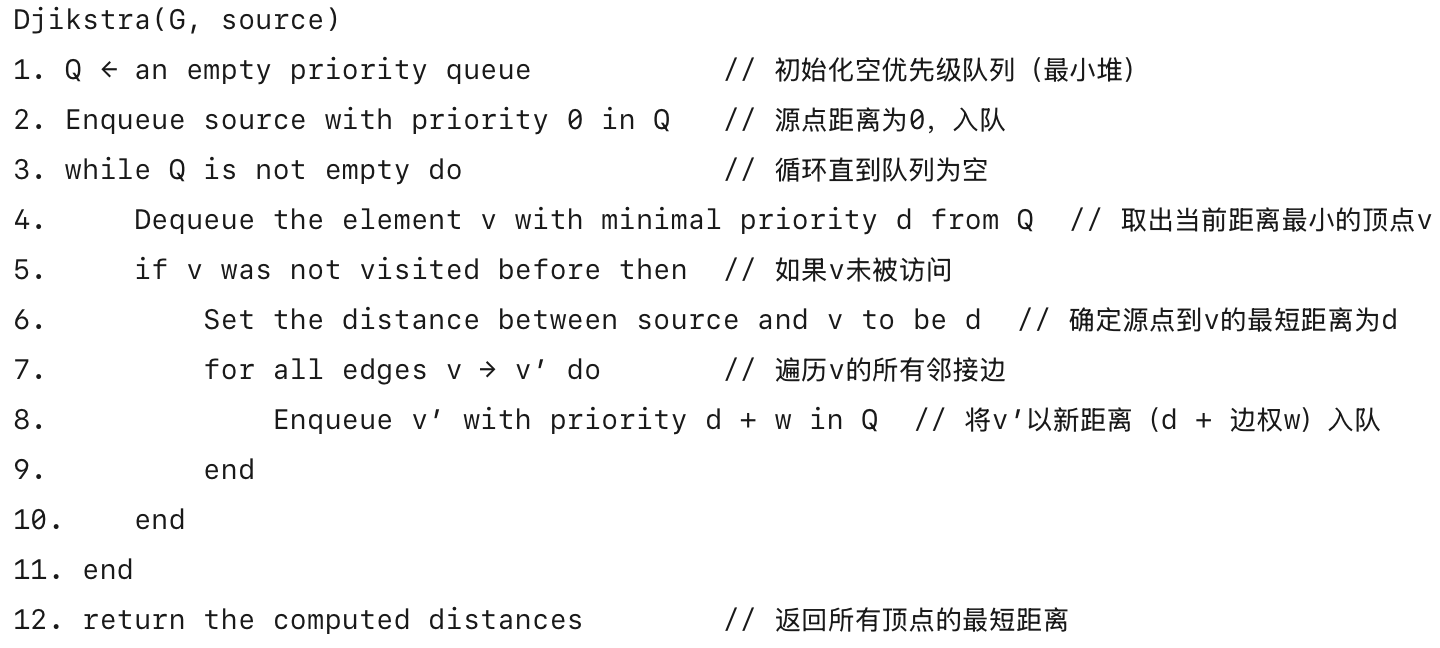 Djikstra(G, source)
1. Q ← an empty priority queue // 初始化空优先级队列（最小堆）
2. Enqueue source with priority 0 in Q // 源点距离为0，入队
3. while Q is not empty do // 循环直到队列为空
4. Dequeue the element v with minimal priority d from Q // 取出当前距离最小的顶点v
5. if v was not visited before then // 如果v未被访问
6. Set the distance between source and v to be d // 确定源点到v的最短距离为d
7. for all edges v → v′ do // 遍历v的所有邻接边
8. Enqueue v′ with priority d + w in Q // 将v′以新距离（d + 边权w）入队
9. end
10. end
11. end
12. return the computed distances // 返回所有顶点的最短距离